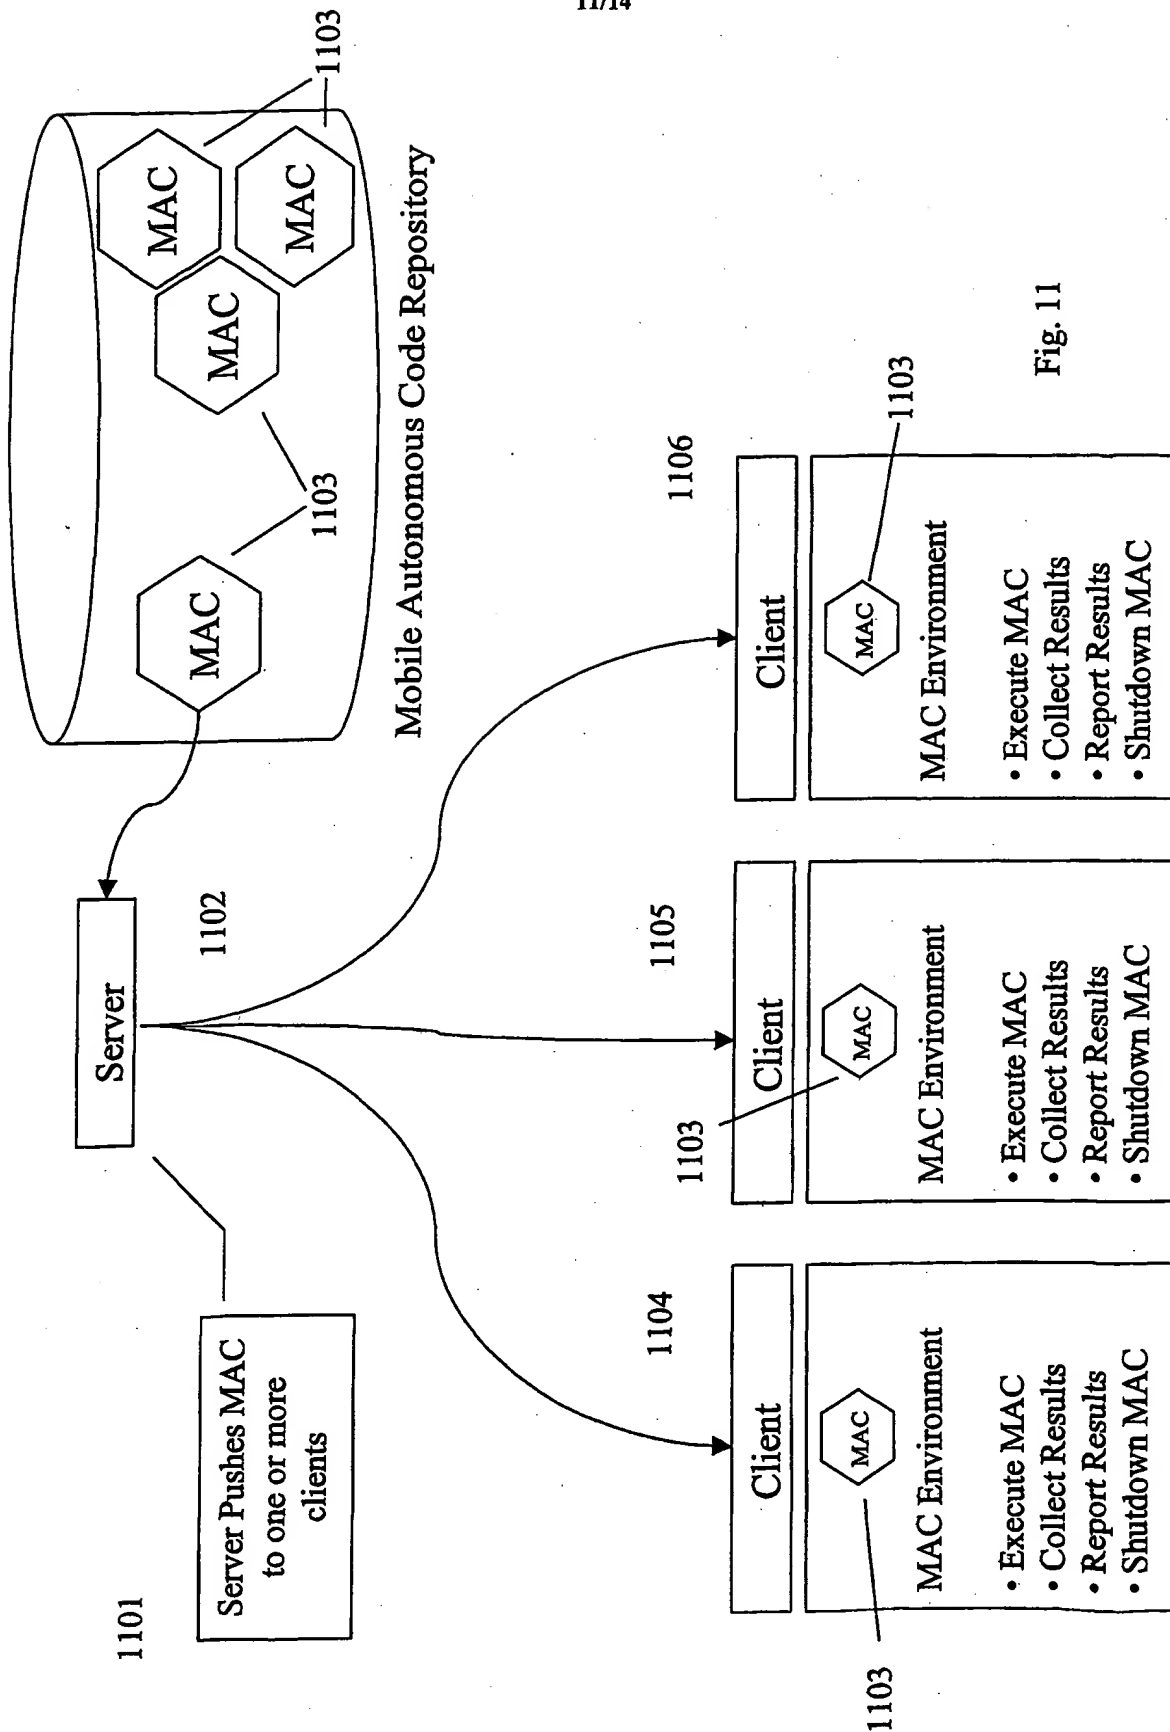 11/14
1101
Server Pushes MAC
to one or more
clients
Server
1102
MAC
MAC
MAC
MAC
1103
1103
Mobile Autonomous Code Repository
1104
Client
1103
MAC
MAC Environment
• Execute MAC
• Collect Results
• Report Results
• Shutdown MAC
1105
Client
1103
MAC
MAC Environment
• Execute MAC
• Collect Results
• Report Results
• Shutdown MAC
1106
Client
1103
MAC
MAC Environment
• Execute MAC
• Collect Results
• Report Results
• Shutdown MAC
Fig. 11